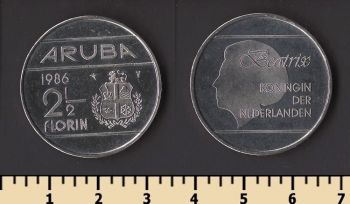 ARUBA
1986
2 1/2
FLORIN
Beatrix
KONINGIN
DER
NEDERLANDEN
1 2 3 4 5 6 7